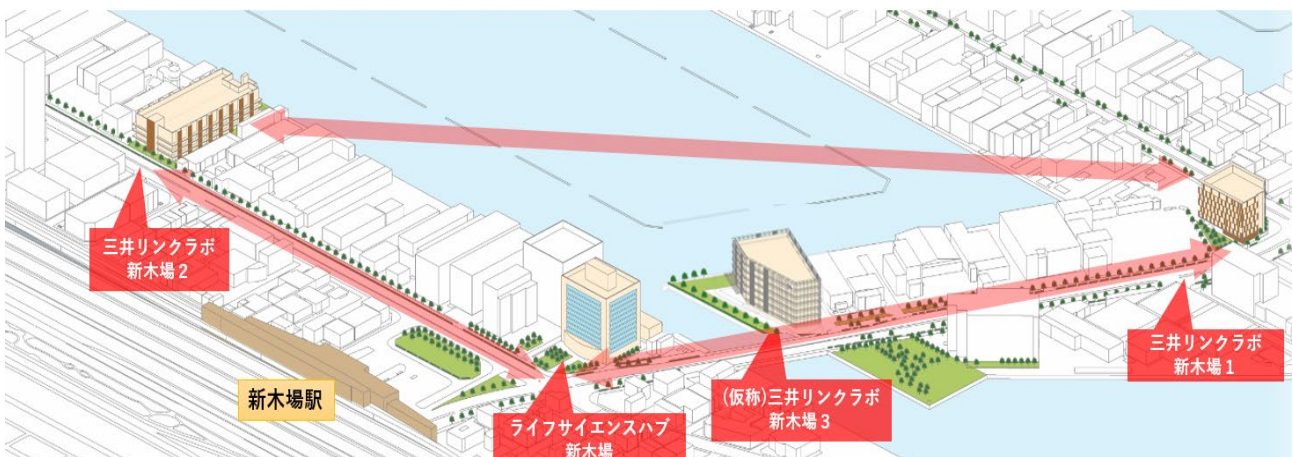 三井リンクラボ
新木場２
新木場駅
ライフサイエンスハブ
新木場
(仮称)三井リンクラボ
新木場３
三井リンクラボ
新木場１